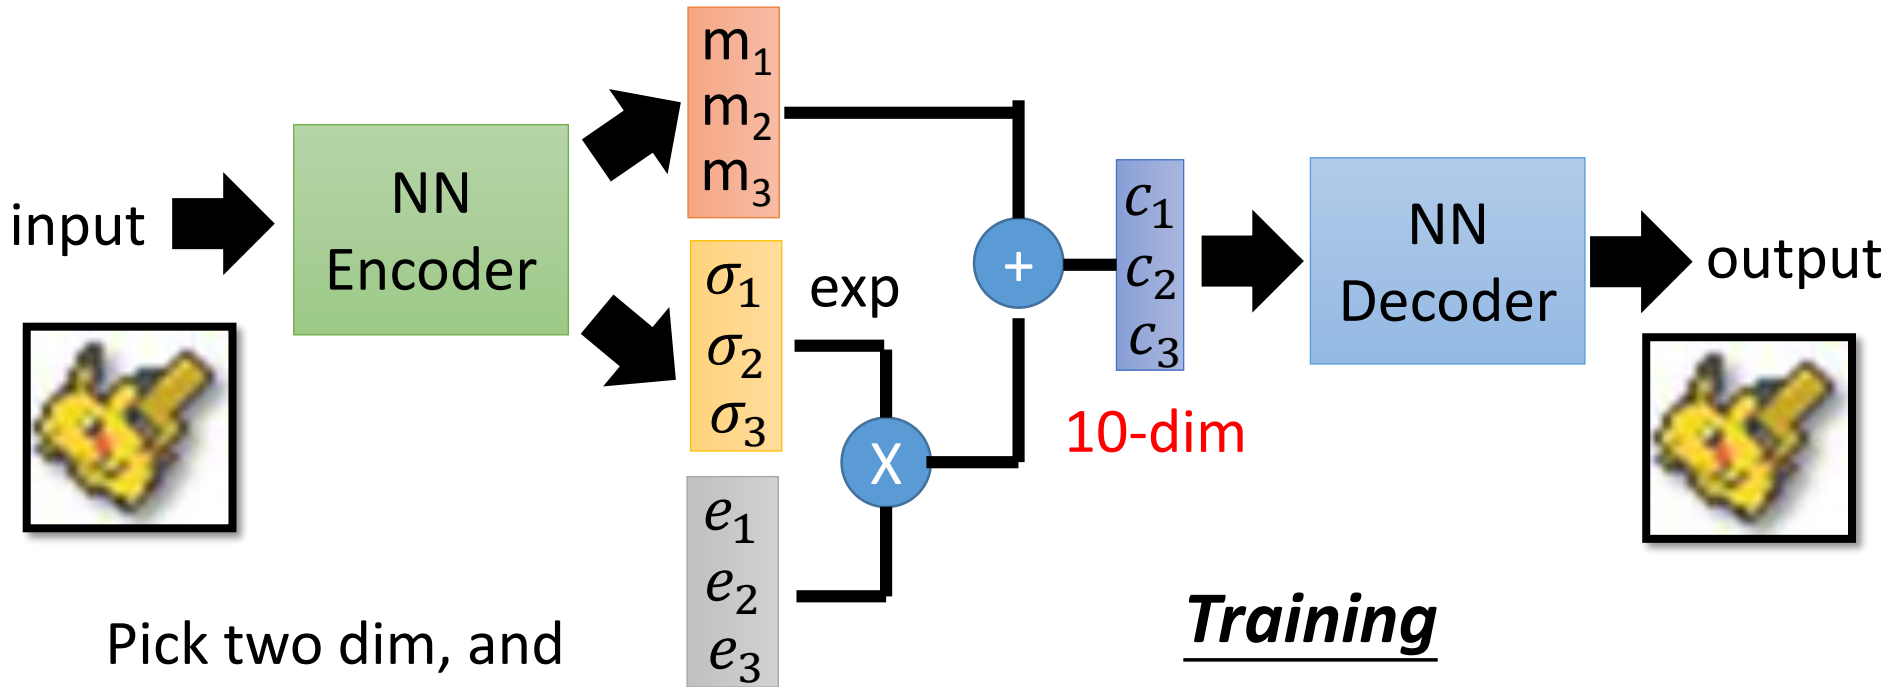 input
NN
Encoder
m₁
m₂
m₃
σ₁
σ₂
σ₃
exp
e₁
e₂
e₃
X
+
c₁
c₂
c₃
10-dim
NN
Decoder
output
Pick two dim, and
Training